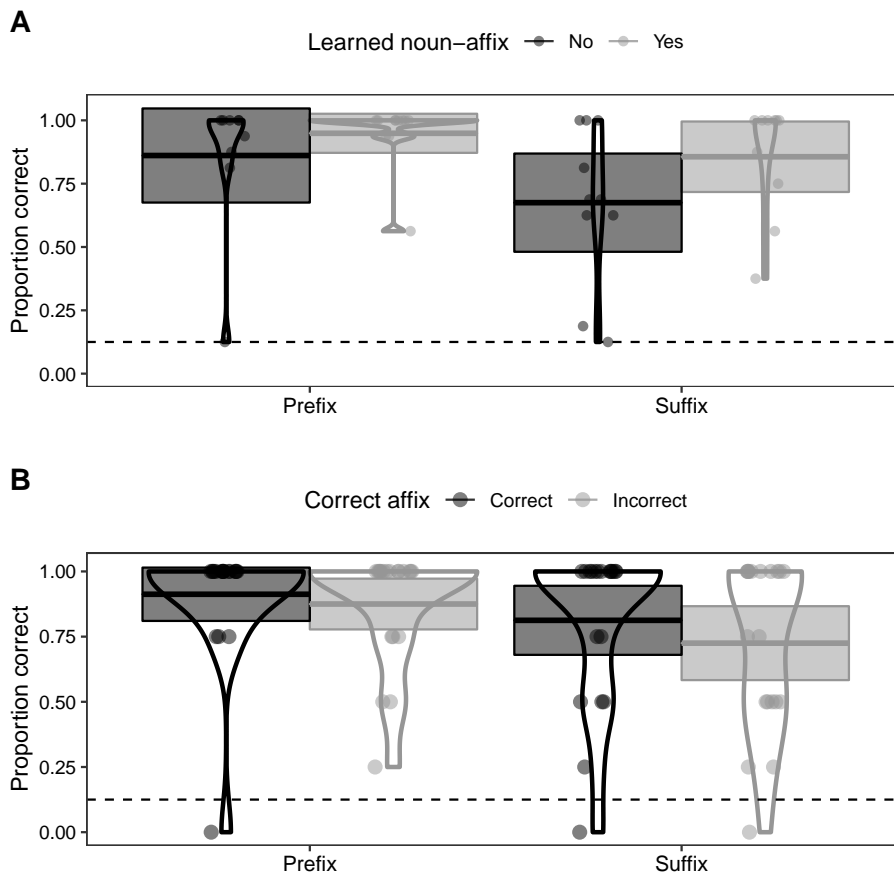 A
Learned noun−affix No Yes
Proportion correct
1.00
0.75
0.50
0.25
0.00
Prefix Suffix
B
Correct affix Correct Incorrect
Proportion correct
1.00
0.75
0.50
0.25
0.00
Prefix Suffix